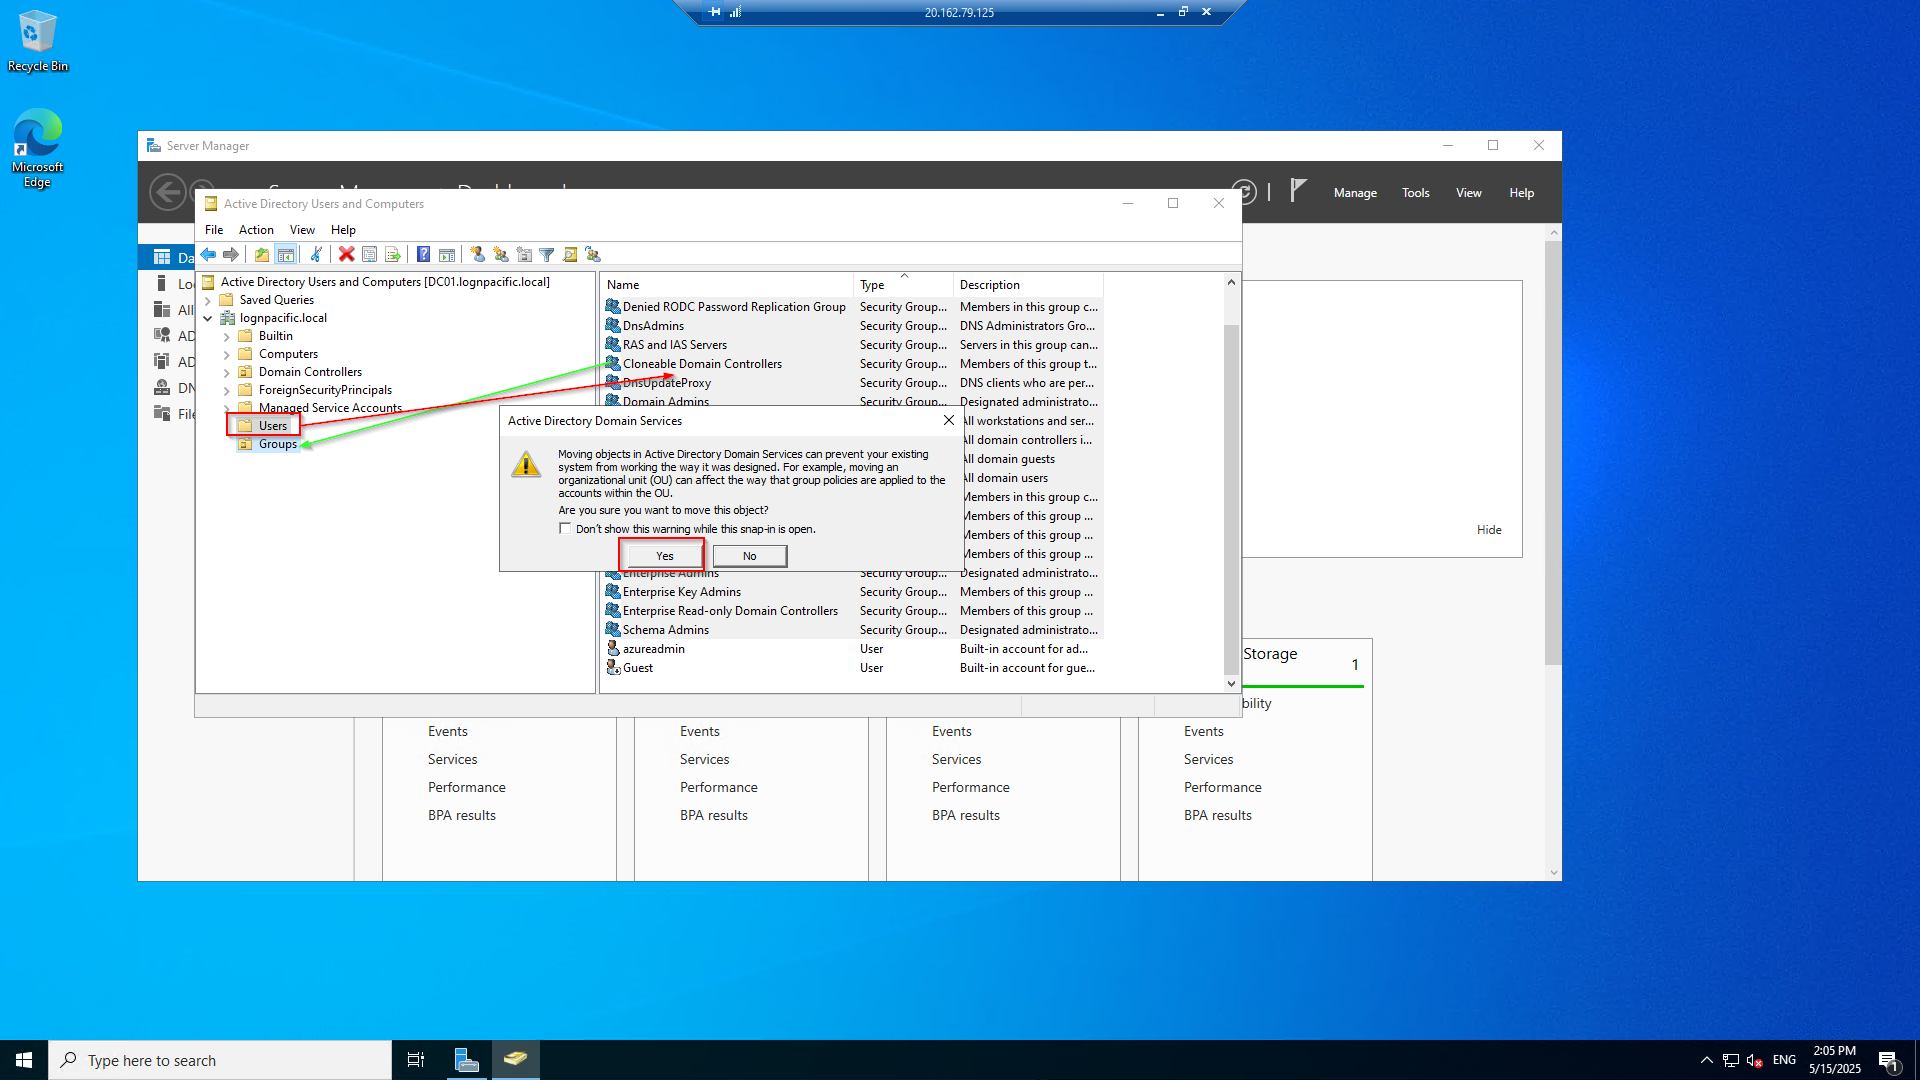 20.162.79.125
Recycle Bin
Microsoft
Edge
Server Manager
Manage
Tools
View
Help
Active Directory Users and Computers
File
Action
View
Help
Da
Lo
All
AD
AD
DN
File
Active Directory Users and Computers [DC01.lognpacific.local]
Saved Queries
lognpacific.local
Builtin
Computers
Domain Controllers
ForeignSecurityPrincipals
Managed Service Accounts
Users
Groups
Name Type Description
Denied RODC Password Replication Group Security Group... Members in this group c...
DnsAdmins Security Group... DNS Administrators Gro...
RAS and IAS Servers Security Group... Servers in this group can...
Cloneable Domain Controllers Security Group... Members of this group t...
DnsUpdateProxy Security Group... DNS clients who are per...
Domain Admins Security Group... Designated administrato...
All workstations and ser...
All domain controllers i...
All domain guests
All domain users
Members in this group c...
Members of this group ...
Members of this group ...
Members of this group ...
Enterprise Admins Security Group... Designated administrato...
Enterprise Key Admins Security Group... Members of this group ...
Enterprise Read-only Domain Controllers Security Group... Members of this group ...
Schema Admins Security Group... Designated administrato...
azureadmin User Built-in account for ad...
Guest User Built-in account for gue...
Active Directory Domain Services
Moving objects in Active Directory Domain Services can prevent your existing
system from working the way it was designed. For example, moving an
organizational unit (OU) can affect the way that group policies are applied to the
accounts within the OU.
Are you sure you want to move this object?
Don't show this warning while this snap-in is open.
Yes
No
Hide
Storage
1
bility
Events
Services
Performance
BPA results
Events
Services
Performance
BPA results
Events
Services
Performance
BPA results
Events
Services
Performance
BPA results
Type here to search
ENG
2:05 PM
5/15/2025
1